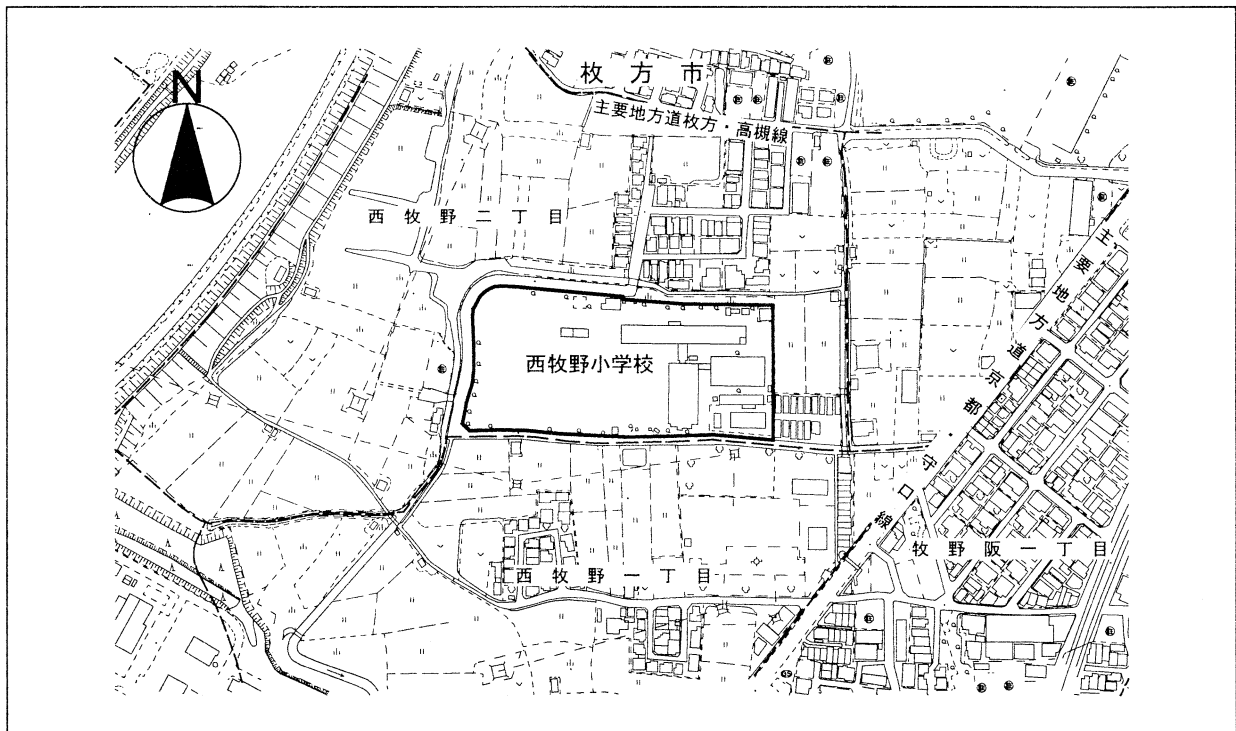 N
枚方市
主要地方道枚方・高槻線
西牧野二丁目
主要地方道京都・守線
西牧野小学校
西牧野一丁目
牧野阪一丁目